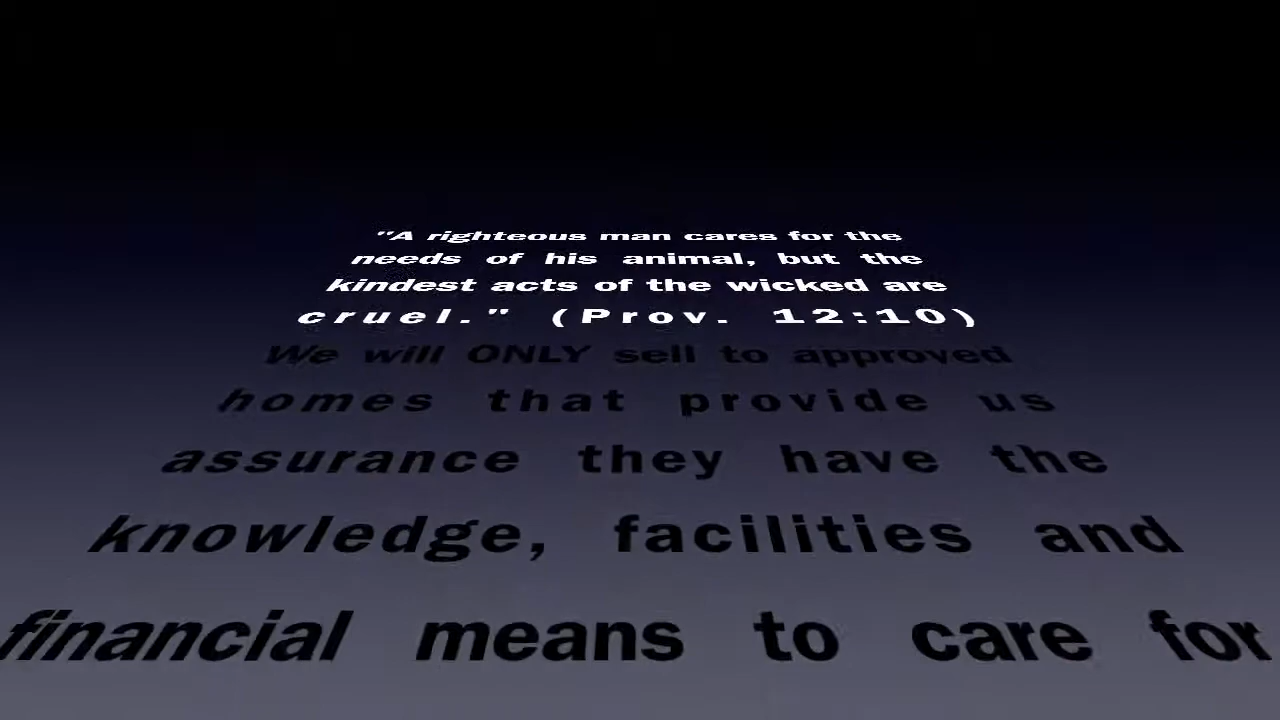 "A righteous man cares for the
needs of his animal, but the
kindest acts of the wicked are
cruel." (Prov. 12:10)
We will ONLY sell to approved
homes that provide us
assurance they have the
knowledge, facilities and
financial means to care for